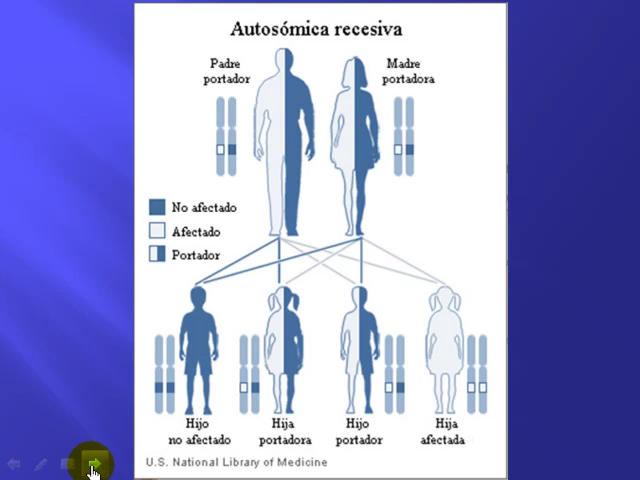 Autosómica recesiva
Padre
portador
Madre
portadora
No afectado
Afectado
Portador
Hijo
no afectado
Hija
portadora
Hijo
portador
Hija
afectada
U.S. National Library of Medicine